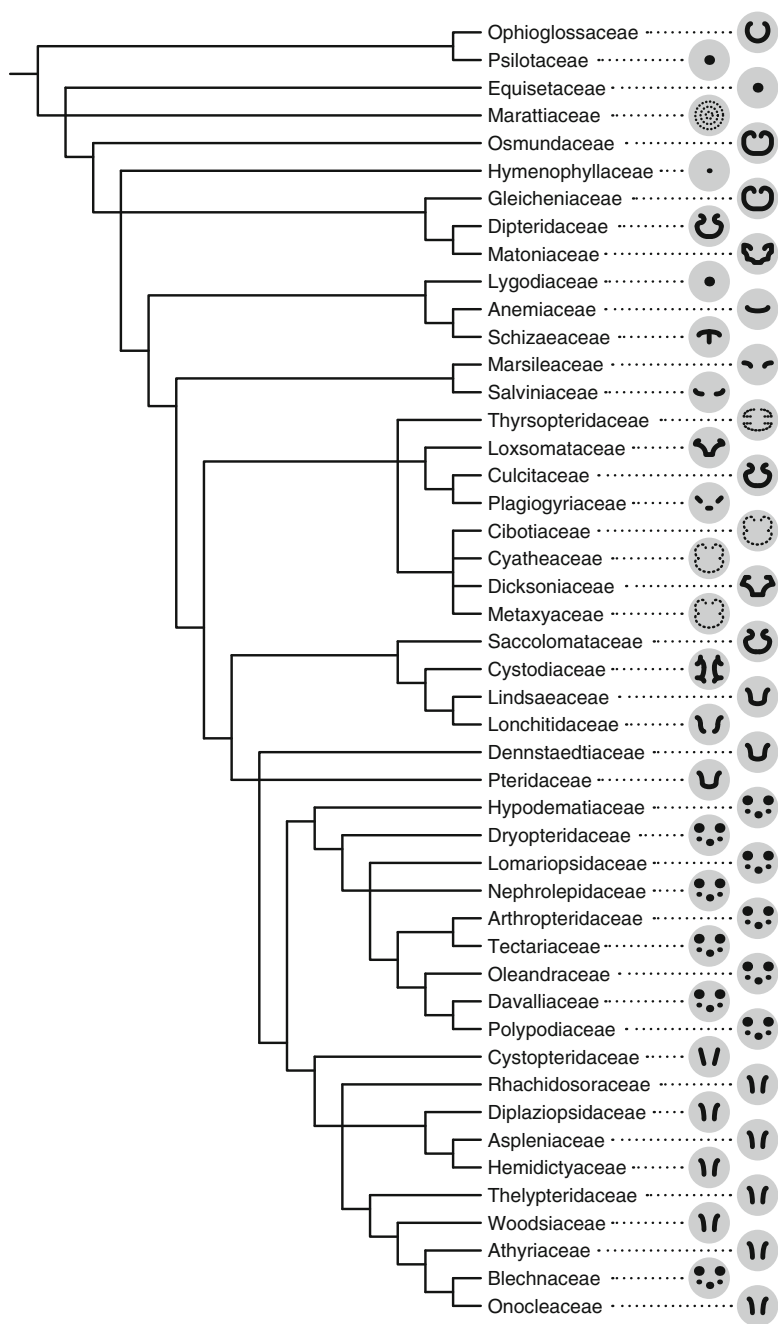 Ophioglossaceae
Psilotaceae
Equisetaceae
Marattiaceae
Osmundaceae
Hymenophyllaceae
Gleicheniaceae
Dipteridaceae
Matoniaceae
Lygodiaceae
Anemiaceae
Schizaeaceae
Marsileaceae
Salviniaceae
Thyrsopteridaceae
Loxsomataceae
Culcitaceae
Plagiogyriaceae
Cibotiaceae
Cyatheaceae
Dicksoniaceae
Metaxyaceae
Saccolomataceae
Cystodiaceae
Lindsaeaceae
Lonchitidaceae
Dennstaedtiaceae
Pteridaceae
Hypodematiaceae
Dryopteridaceae
Lomariopsidaceae
Nephrolepidaceae
Arthropteridaceae
Tectariaceae
Oleandraceae
Davalliaceae
Polypodiaceae
Cystopteridaceae
Rhachidosoraceae
Diplaziopsidaceae
Aspleniaceae
Hemidictyaceae
Thelypteridaceae
Woodsiaceae
Athyriaceae
Blechnaceae
Onocleaceae